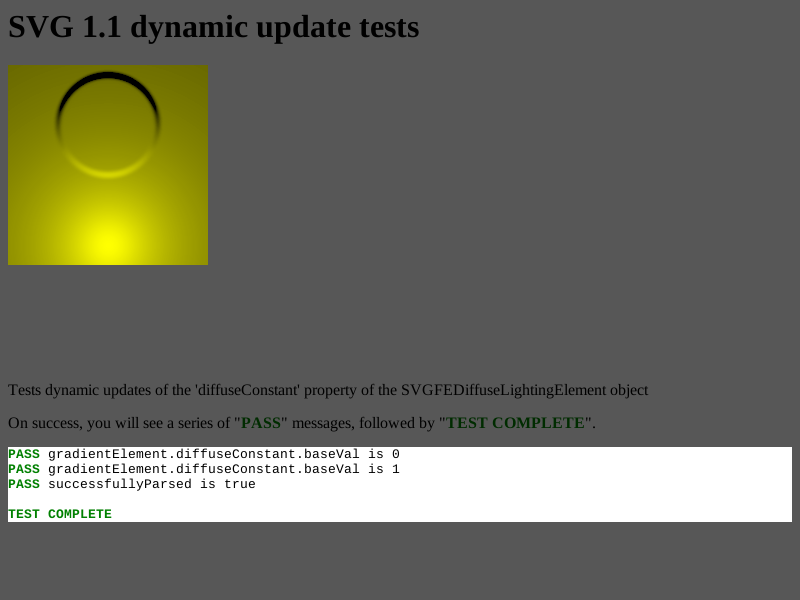 SVG 1.1 dynamic update tests
Tests dynamic updates of the 'diffuseConstant' property of the SVGFEDiffuseLightingElement object
On success, you will see a series of "PASS" messages, followed by "TEST COMPLETE".
PASS gradientElement.diffuseConstant.baseVal is 0
PASS gradientElement.diffuseConstant.baseVal is 1
PASS successfullyParsed is true
TEST COMPLETE